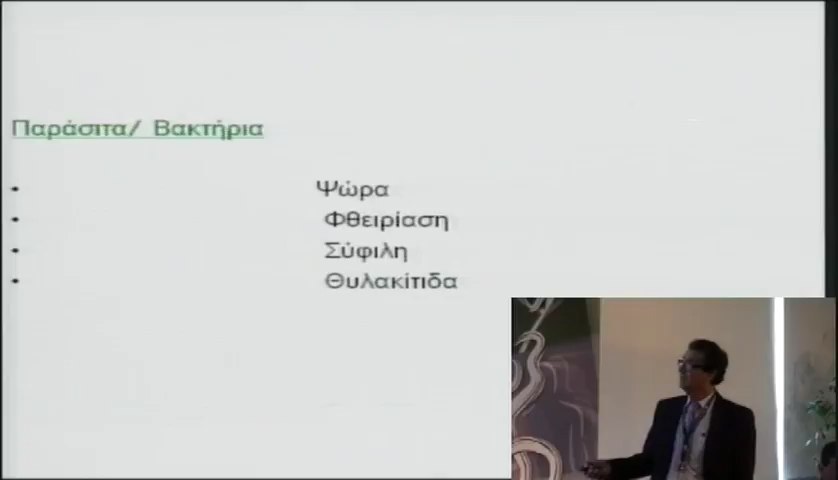 Παράσιτα/ Βακτήρια
• Ψώρα
• Φθειρίαση
• Σύφιλη
• Θυλακίτιδα